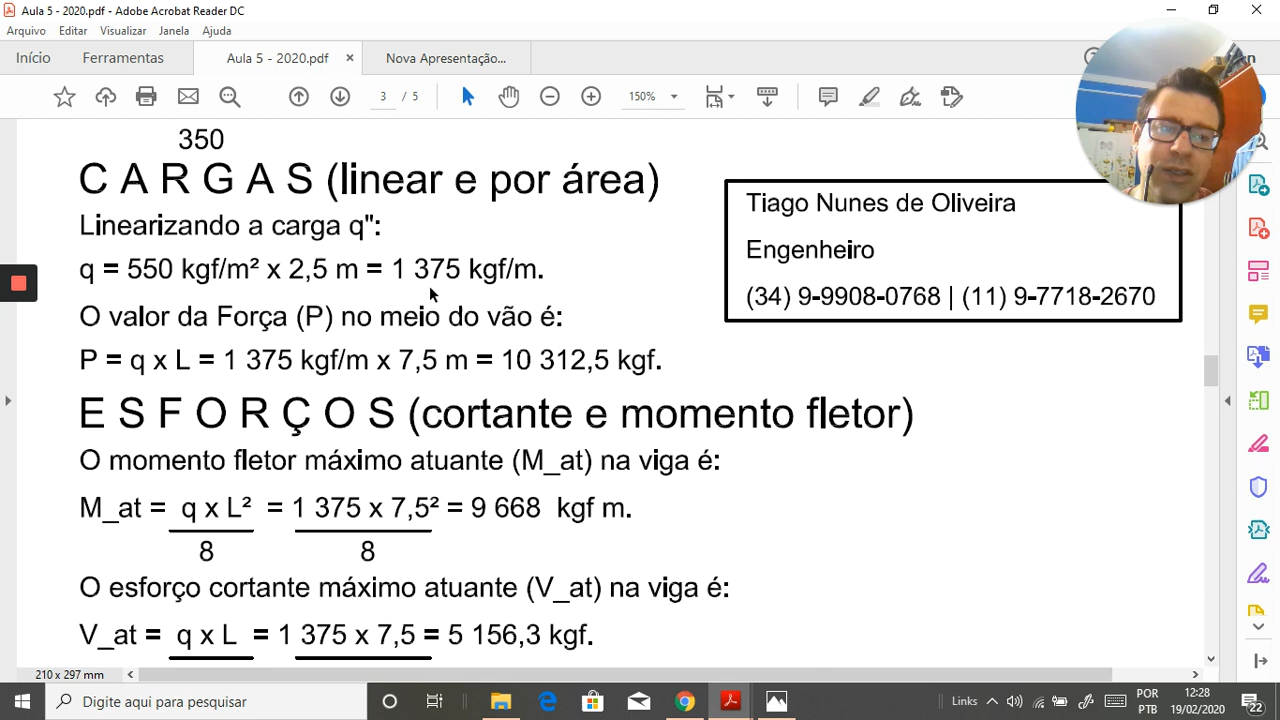 Aula 5 - 2020.pdf - Adobe Acrobat Reader DC
Arquivo Editar Visualizar Janela Ajuda
Início Ferramentas Aula 5 - 2020.pdf × Nova Apresentação...
3 / 5 150%
350
C A R G A S (linear e por área)
Linearizando a carga q":
q = 550 kgf/m² x 2,5 m = 1 375 kgf/m.
O valor da Força (P) no meio do vão é:
P = q x L = 1 375 kgf/m x 7,5 m = 10 312,5 kgf.
Tiago Nunes de Oliveira
Engenheiro
(34) 9-9908-0768 | (11) 9-7718-2670
E S F O R Ç O S (cortante e momento fletor)
O momento fletor máximo atuante (M_at) na viga é:
M_at = q x L² = 1 375 x 7,5² = 9 668 kgf m.
8 8
O esforço cortante máximo atuante (V_at) na viga é:
V_at = q x L = 1 375 x 7,5 = 5 156,3 kgf.
210 x 297 mm
Digite aqui para pesquisar
Links
POR
PTB
12:28
19/02/2020
22